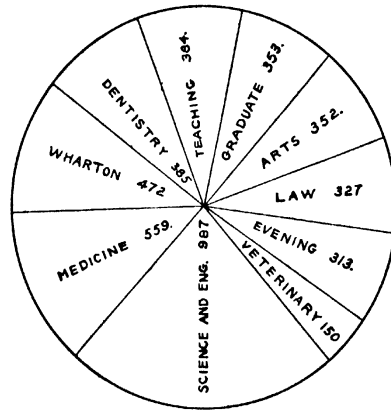 TEACHING 384.
GRADUATE 353.
ARTS 352.
LAW 327
EVENING 313.
VETERINARY 150
SCIENCE AND ENG. 987
MEDICINE 559.
WHARTON 472
DENTISTRY 385